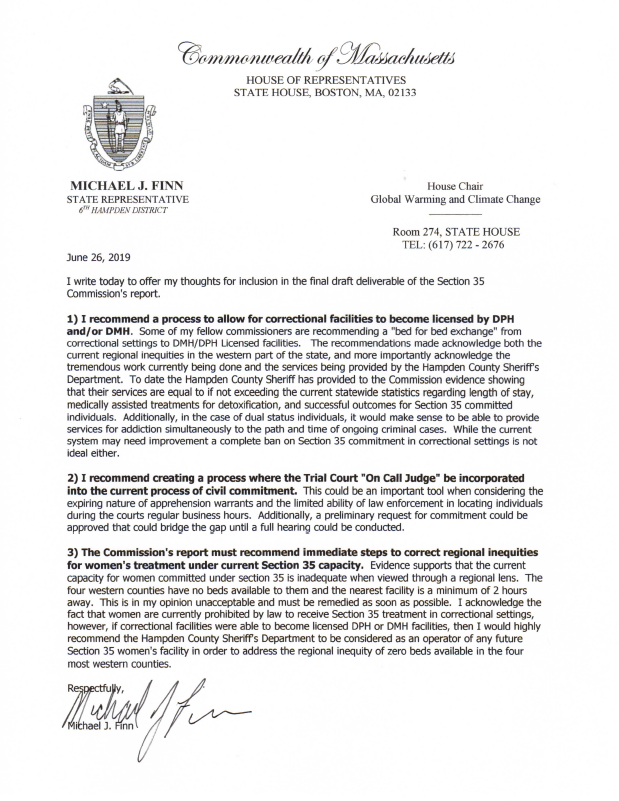 Commonwealth of Massachusetts
HOUSE OF REPRESENTATIVES
STATE HOUSE, BOSTON, MA, 02133
MICHAEL J. FINN
STATE REPRESENTATIVE
6TH HAMPDEN DISTRICT
House Chair
Global Warming and Climate Change
Room 274, STATE HOUSE
TEL: (617) 722 - 2676
June 26, 2019
I write today to offer my thoughts for inclusion in the final draft deliverable of the Section 35
Commission's report.
1) I recommend a process to allow for correctional facilities to become licensed by DPH
and/or DMH. Some of my fellow commissioners are recommending a "bed for bed exchange" from
correctional settings to DMH/DPH Licensed facilities. The recommendations made acknowledge both the
current regional inequities in the western part of the state, and more importantly acknowledge the
tremendous work currently being done and the services being provided by the Hampden County Sheriff's
Department. To date the Hampden County Sheriff has provided to the Commission evidence showing
that their services are equal to if not exceeding the current statewide statistics regarding length of stay,
medically assisted treatments for detoxification, and successful outcomes for Section 35 committed
individuals. Additionally, in the case of dual status individuals, it would make sense to be able to provide
services for addiction simultaneously to the path and time of ongoing criminal cases. While the current
system may need improvement a complete ban on Section 35 commitment in correctional settings is not
ideal either.
2) I recommend creating a process where the Trial Court "On Call Judge" be incorporated
into the current process of civil commitment. This could be an important tool when considering the
expiring nature of apprehension warrants and the limited ability of law enforcement in locating individuals
during the courts regular business hours. Additionally, a preliminary request for commitment could be
approved that could bridge the gap until a full hearing could be conducted.
3) The Commission's report must recommend immediate steps to correct regional inequities
for women's treatment under current Section 35 capacity. Evidence supports that the current
capacity for women committed under section 35 is inadequate when viewed through a regional lens. The
four western counties have no beds available to them and the nearest facility is a minimum of 2 hours
away. This is in my opinion unacceptable and must be remedied as soon as possible. I acknowledge the
fact that women are currently prohibited by law to receive Section 35 treatment in correctional settings,
however, if correctional facilities were able to become licensed DPH or DMH facilities, then I would highly
recommend the Hampden County Sheriff's Department to be considered as an operator of any future
Section 35 women's facility in order to address the regional inequity of zero beds available in the four
most western counties.
Respectfully,
Michael J Finn
Michael J. Finn